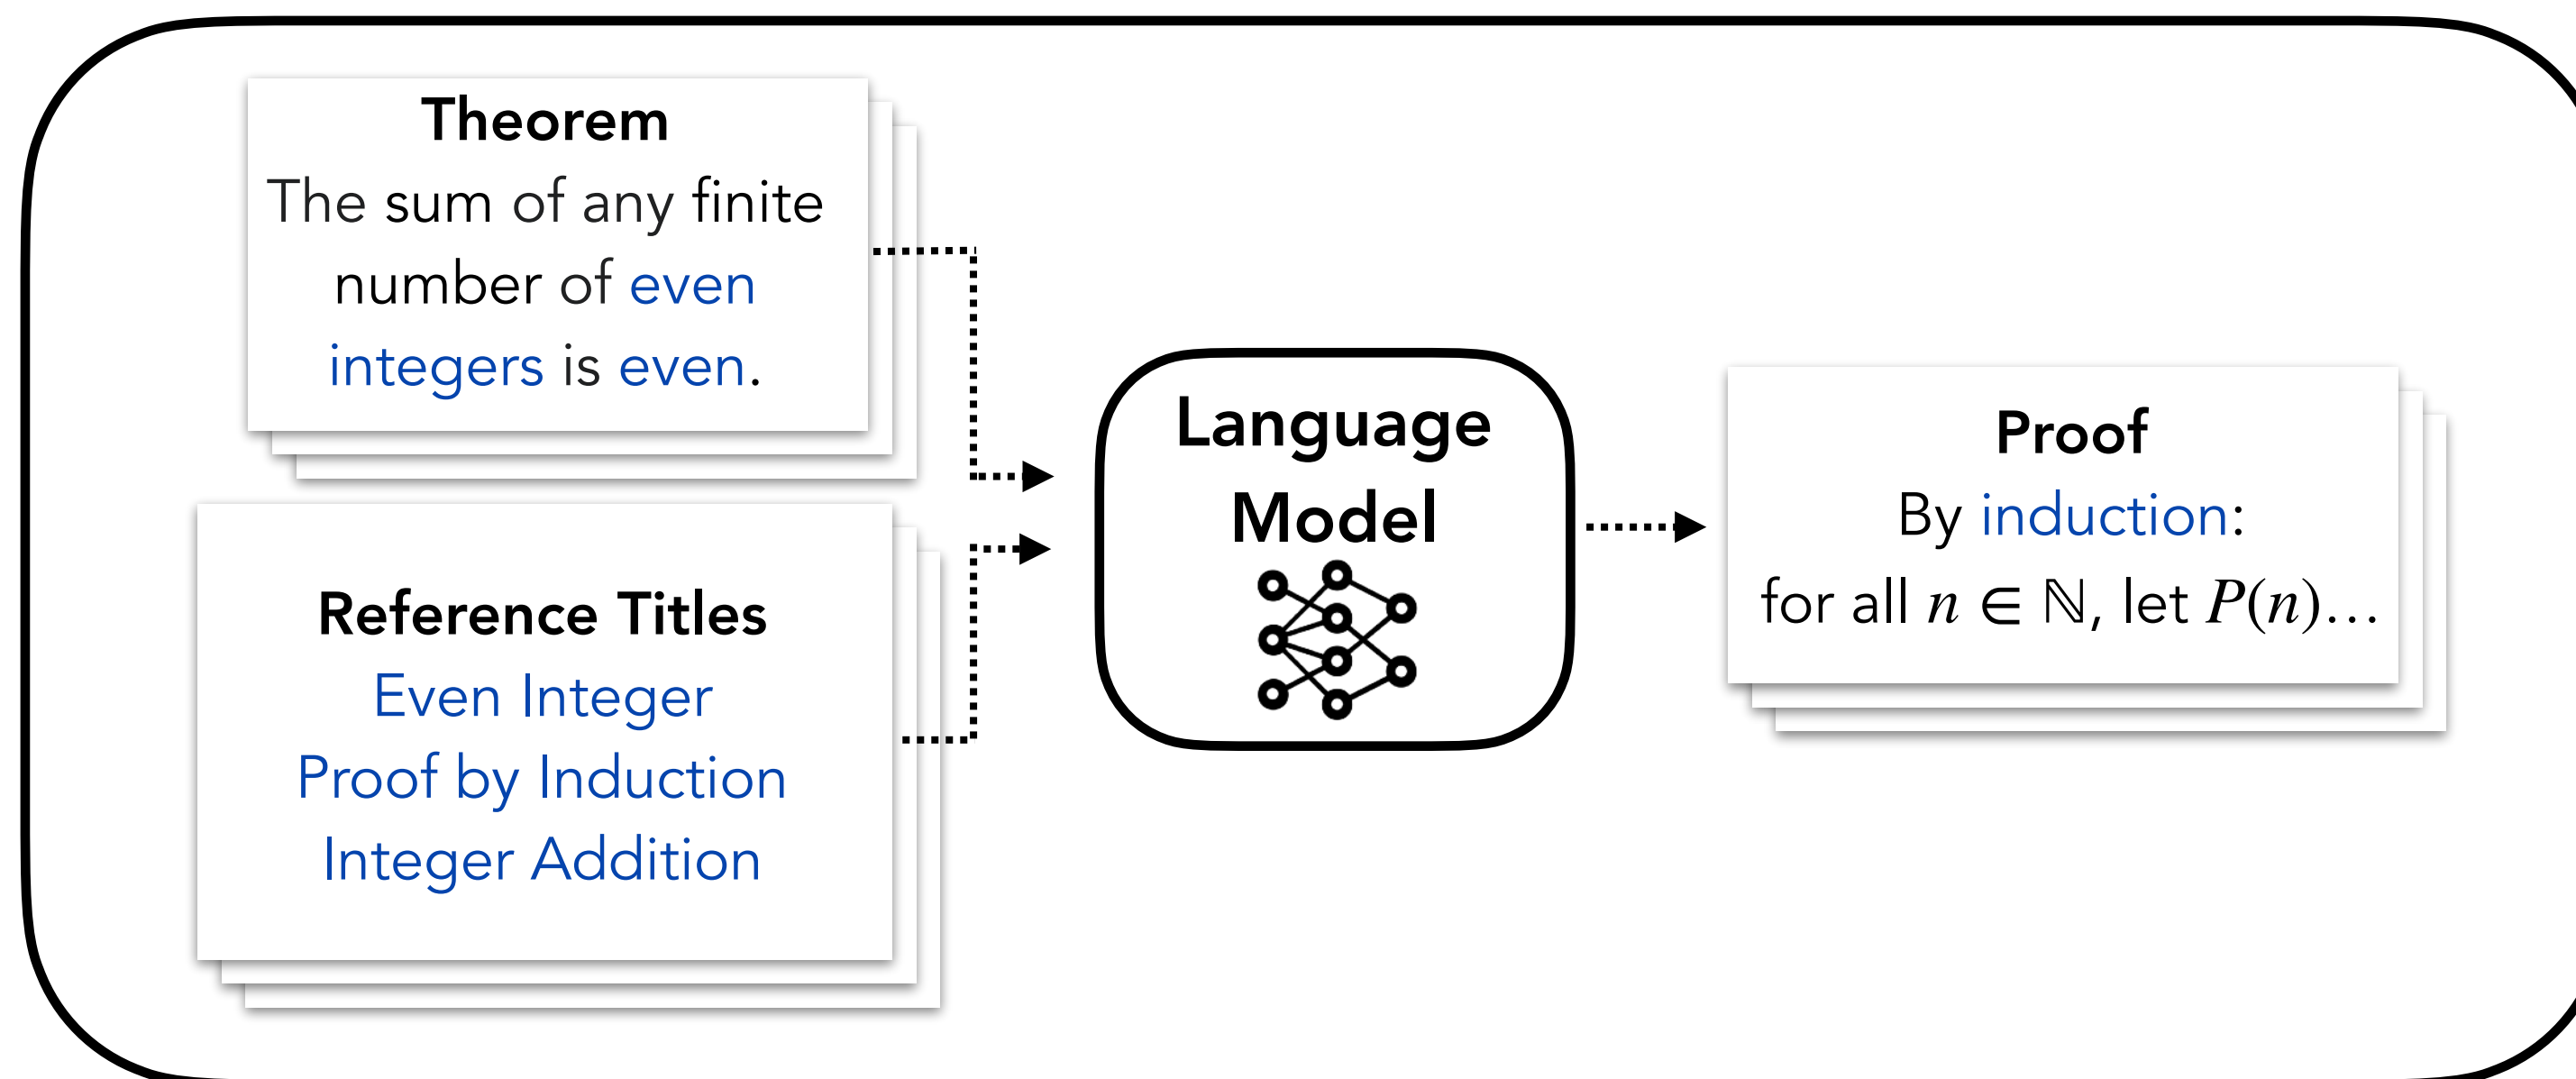 Theorem
The sum of any finite
number of even
integers is even.
Reference Titles
Even Integer
Proof by Induction
Integer Addition
Language
Model
Proof
By induction:
for all n ∈ ℕ, let P(n)…